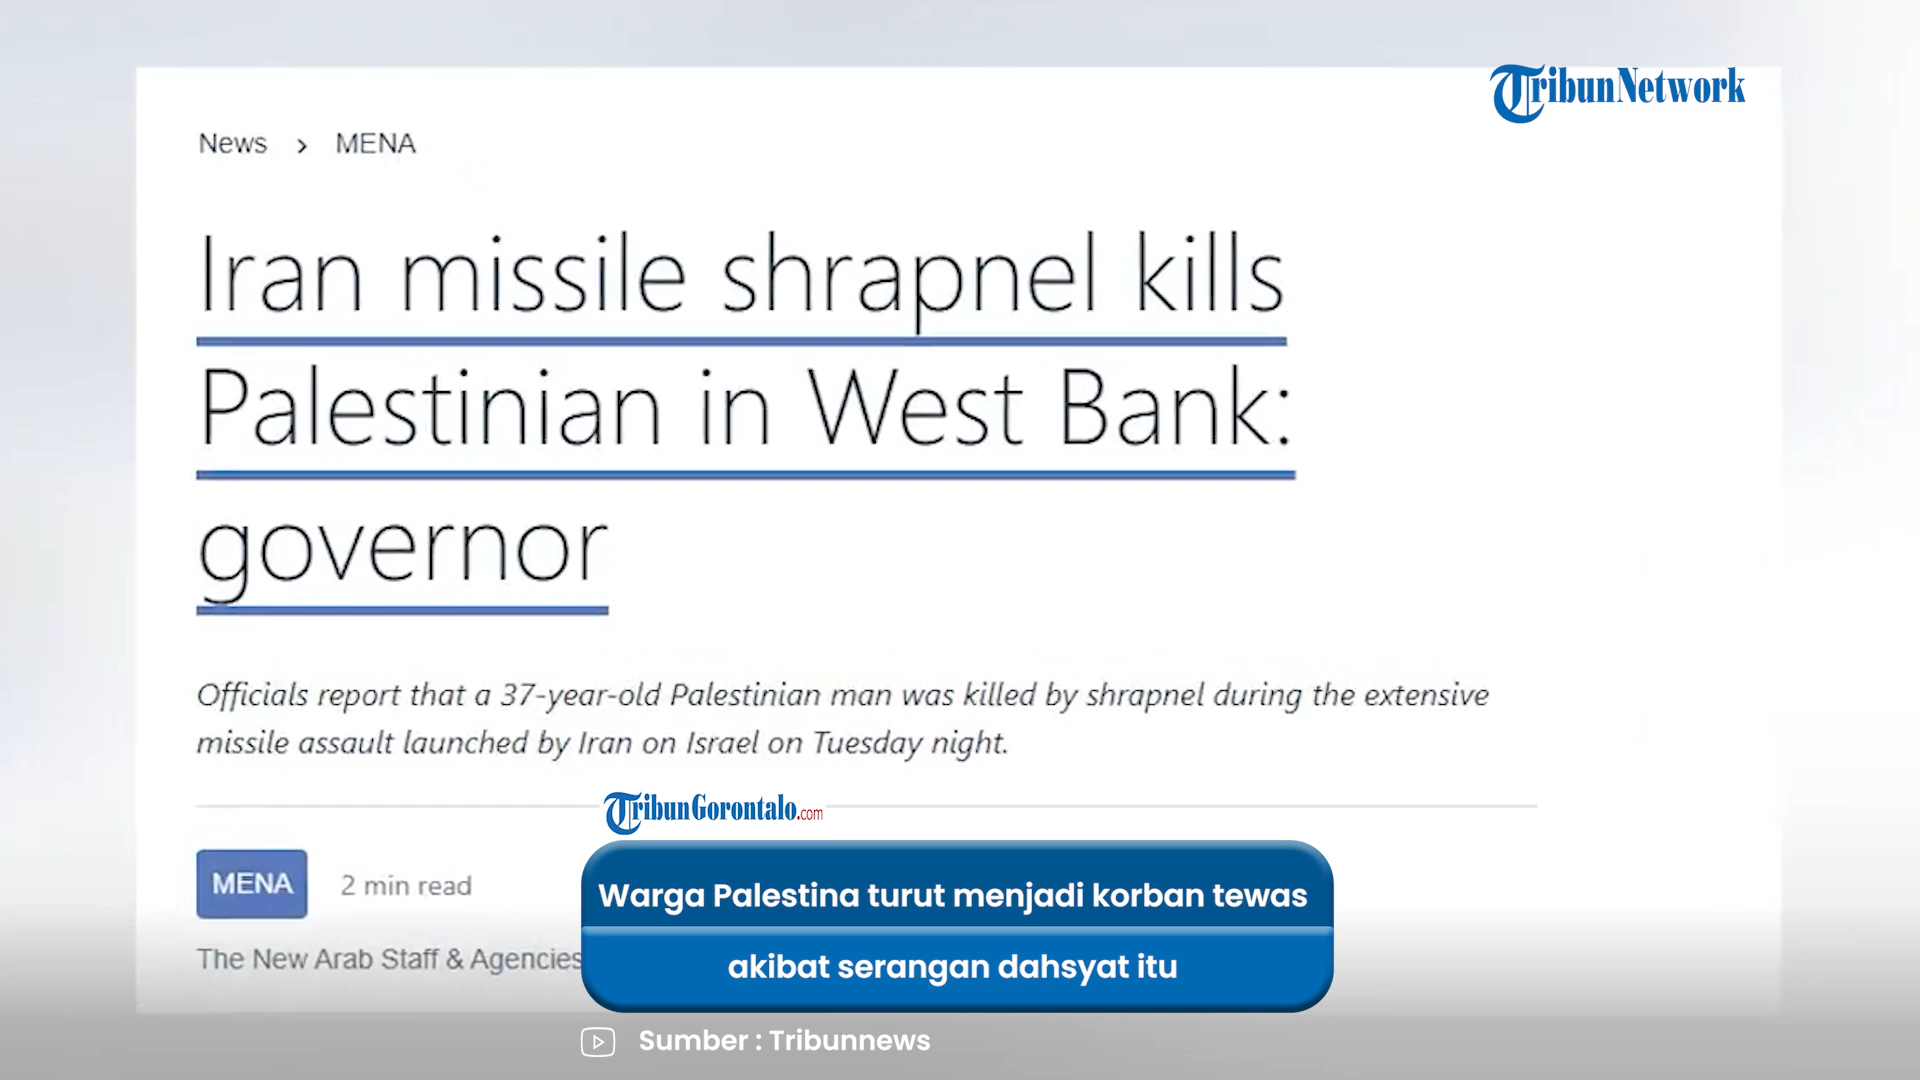 TribunNetwork
News > MENA
Iran missile shrapnel kills
Palestinian in West Bank:
governor
Officials report that a 37-year-old Palestinian man was killed by shrapnel during the extensive
missile assault launched by Iran on Israel on Tuesday night.
TribunGorontalo.com
MENA 2 min read
The New Arab Staff & Agencies
Warga Palestina turut menjadi korban tewas
akibat serangan dahsyat itu
Sumber : Tribunnews